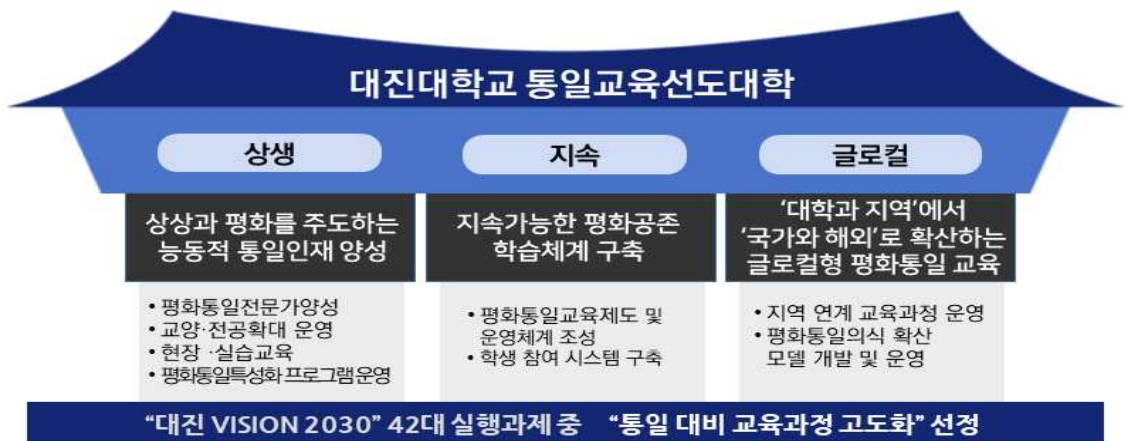 대진대학교 통일교육선도대학
상생
지속
글로컬
상상과 평화를 주도하는
능동적 통일인재 양성
지속가능한 평화공존
학습체계 구축
‘대학과 지역’에서
‘국가와 해외’로 확산하는
글로컬형 평화통일 교육
• 평화통일전문가양성
• 교양·전공확대 운영
• 현장 ·실습교육
• 평화통일특성화 프로그램 운영
• 평화통일교육제도 및
운영체계 조성
• 학생 참여 시스템 구축
• 지역 연계 교육과정 운영
• 평화통일의식 확산
모델 개발 및 운영
“대진 VISION 2030” 42대 실행과제 중 “통일 대비 교육과정 고도화” 선정